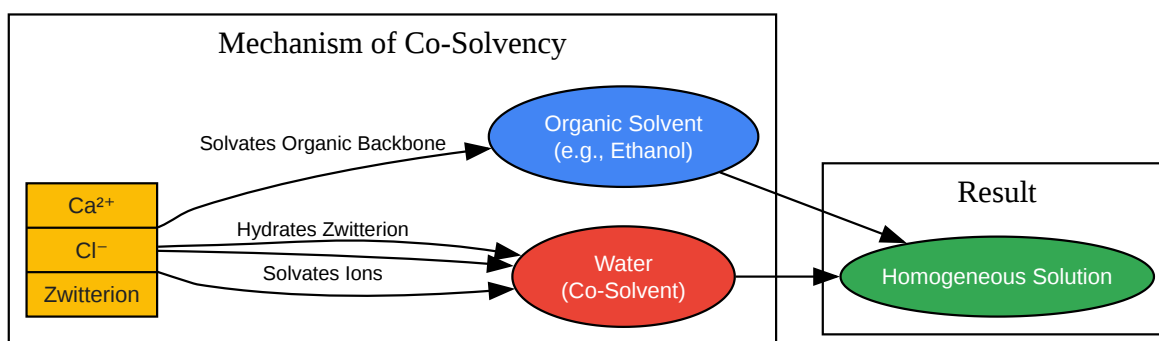 Mechanism of Co-Solvency
Organic Solvent
(e.g., Ethanol)
Solvates Organic Backbone
Ca²⁺
Cl⁻
Zwitterion
Hydrates Zwitterion
Solvates Ions
Water
(Co-Solvent)
Result
Homogeneous Solution